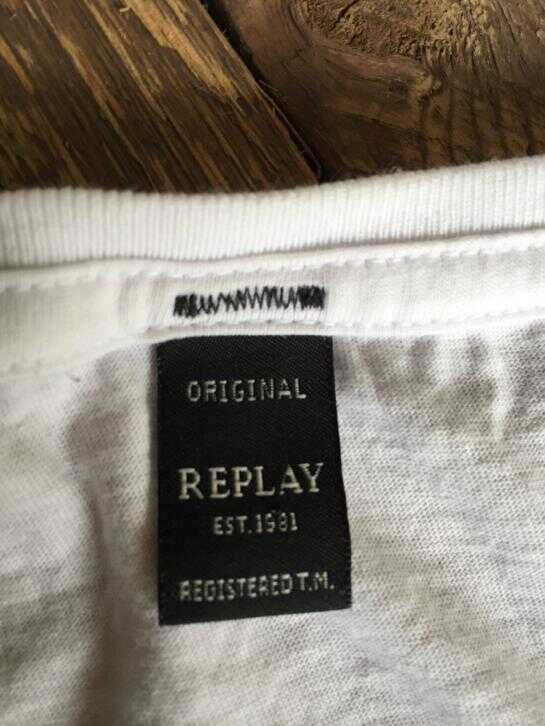 ORIGINAL
REPLAY
EST.1981
REGISTERED T.M.